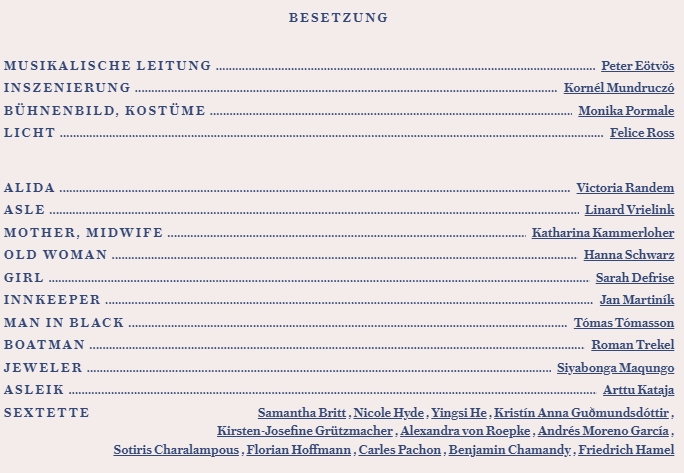 BESETZUNG
MUSIKALISCHE LEITUNG Peter Eötvös
INSZENIERUNG Kornél Mundruczó
BÜHNENBILD, KOSTÜME Monika Pormale
LICHT Felice Ross
ALIDA Victoria Randem
ASLE Linard Vrielink
MOTHER, MIDWIFE Katharina Kammerloher
OLD WOMAN Hanna Schwarz
GIRL Sarah Defrise
INNKEEPER Jan Martiník
MAN IN BLACK Tómas Tómasson
BOATMAN Roman Trekel
JEWELER Siyabonga Maqungo
ASLEIK Arttu Kataja
SEXTETTE Samantha Britt , Nicole Hyde , Yingsi He , Kristín Anna Guðmundsdóttir ,
Kirsten-Josefine Grützmacher , Alexandra von Roepke , Andrés Moreno García ,
Sotiris Charalampous , Florian Hoffmann , Carles Pachon , Benjamin Chamandy , Friedrich Hamel